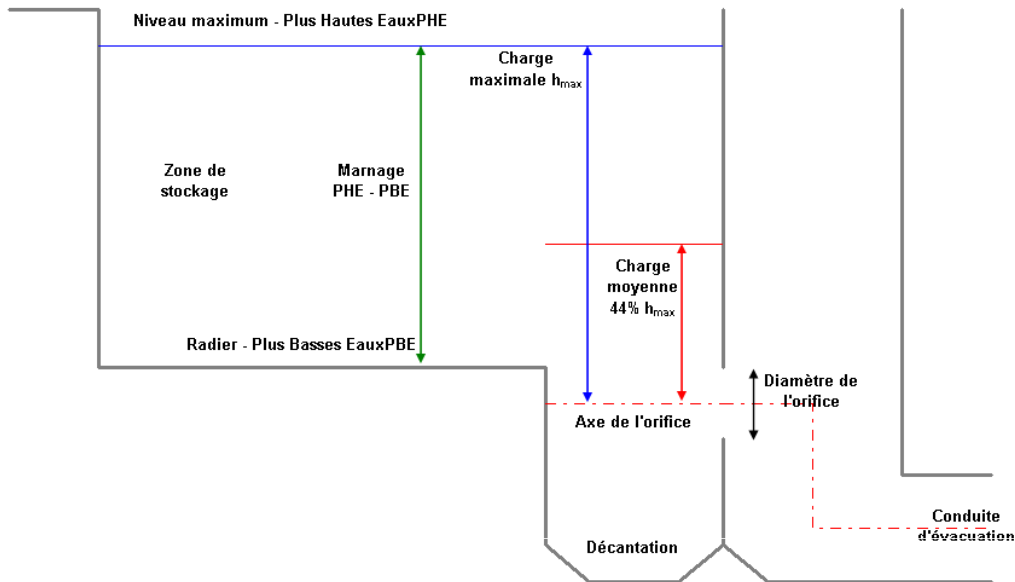 Niveau maximum - Plus Hautes EauxPHE
Charge
maximale hmax
Zone de
stockage
Marnage
PHE - PBE
Charge
moyenne
44% hmax
Radier - Plus Basses EauxPBE
Diamètre de
l'orifice
Axe de l'orifice
Conduite
d'évacuation
Décantation